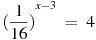 (1/16)^{x-3} = 4